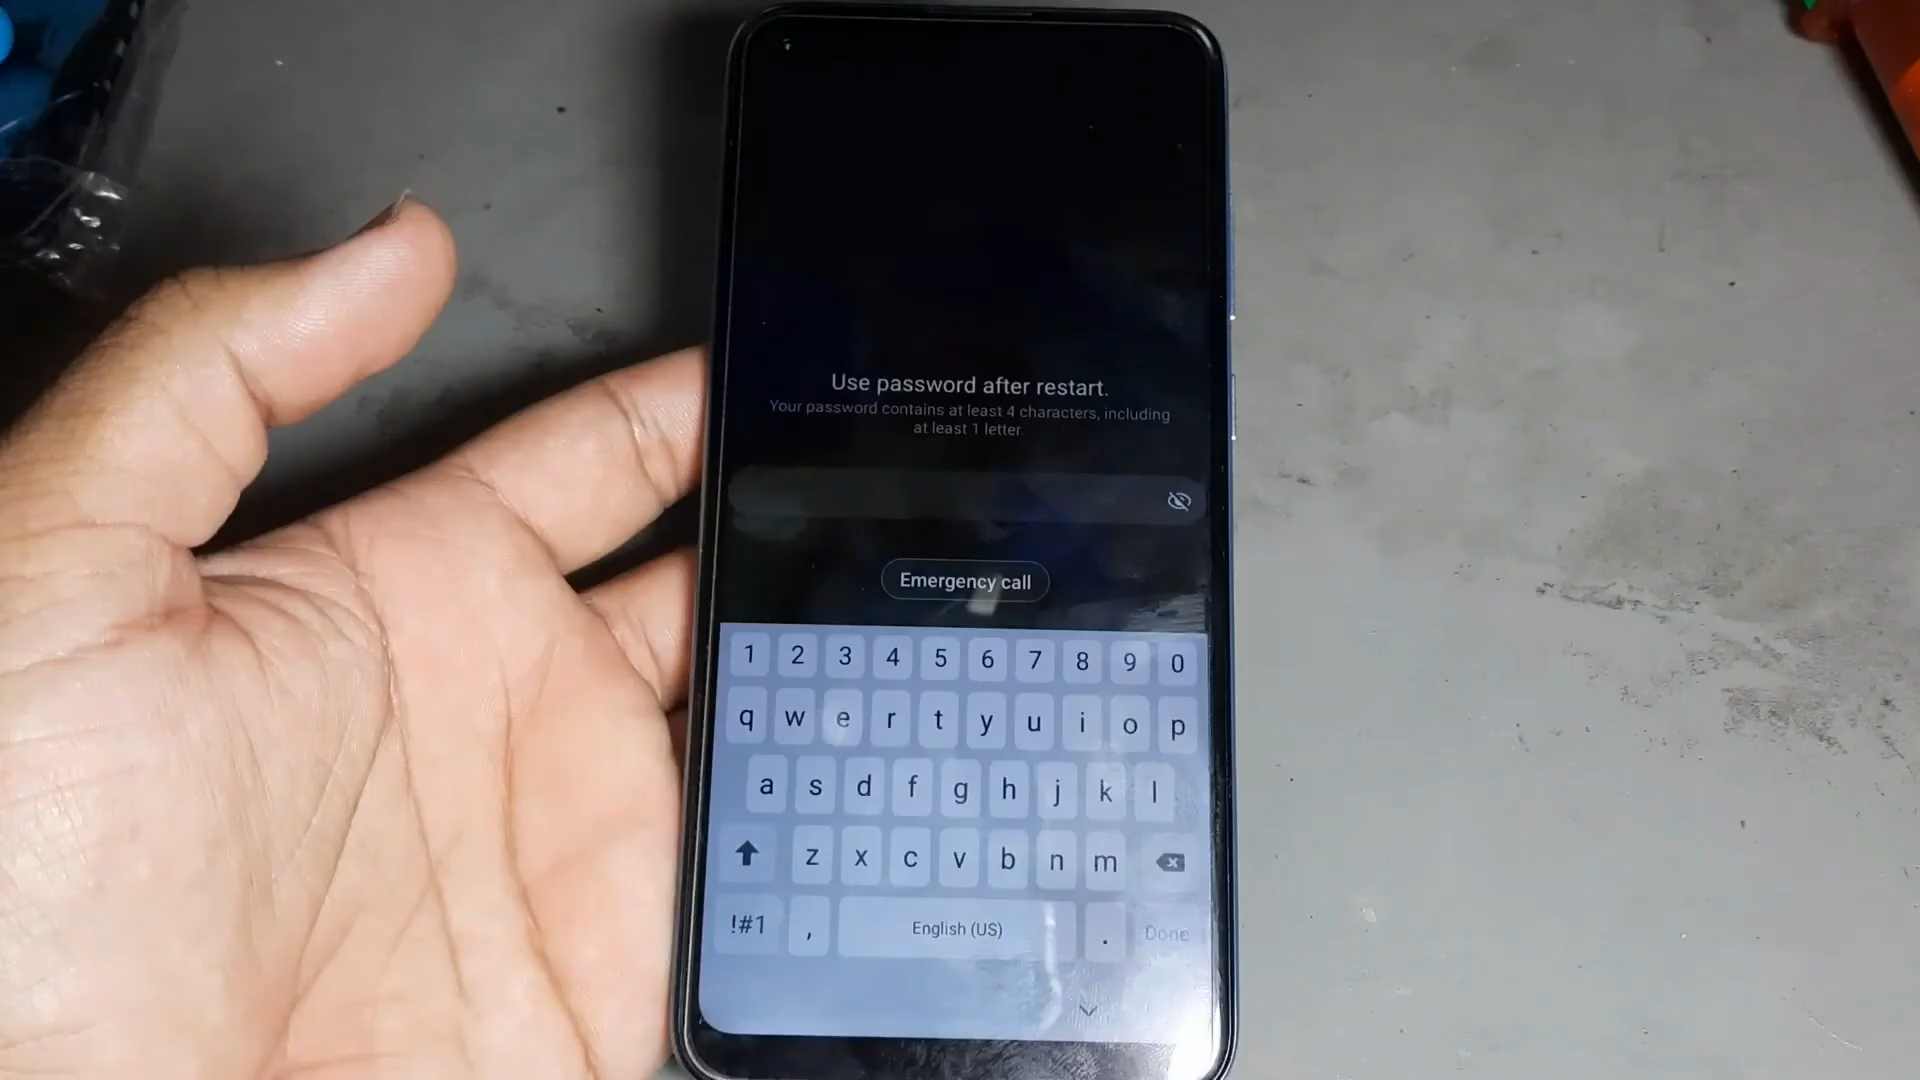 Use password after restart.
Your password contains at least 4 characters, including
at least 1 letter.
Emergency call
1 2 3 4 5 6 7 8 9 0
q w e r t y u i o p
a s d f g h j k l
z x c v b n m
!#1 , English (US) . Done